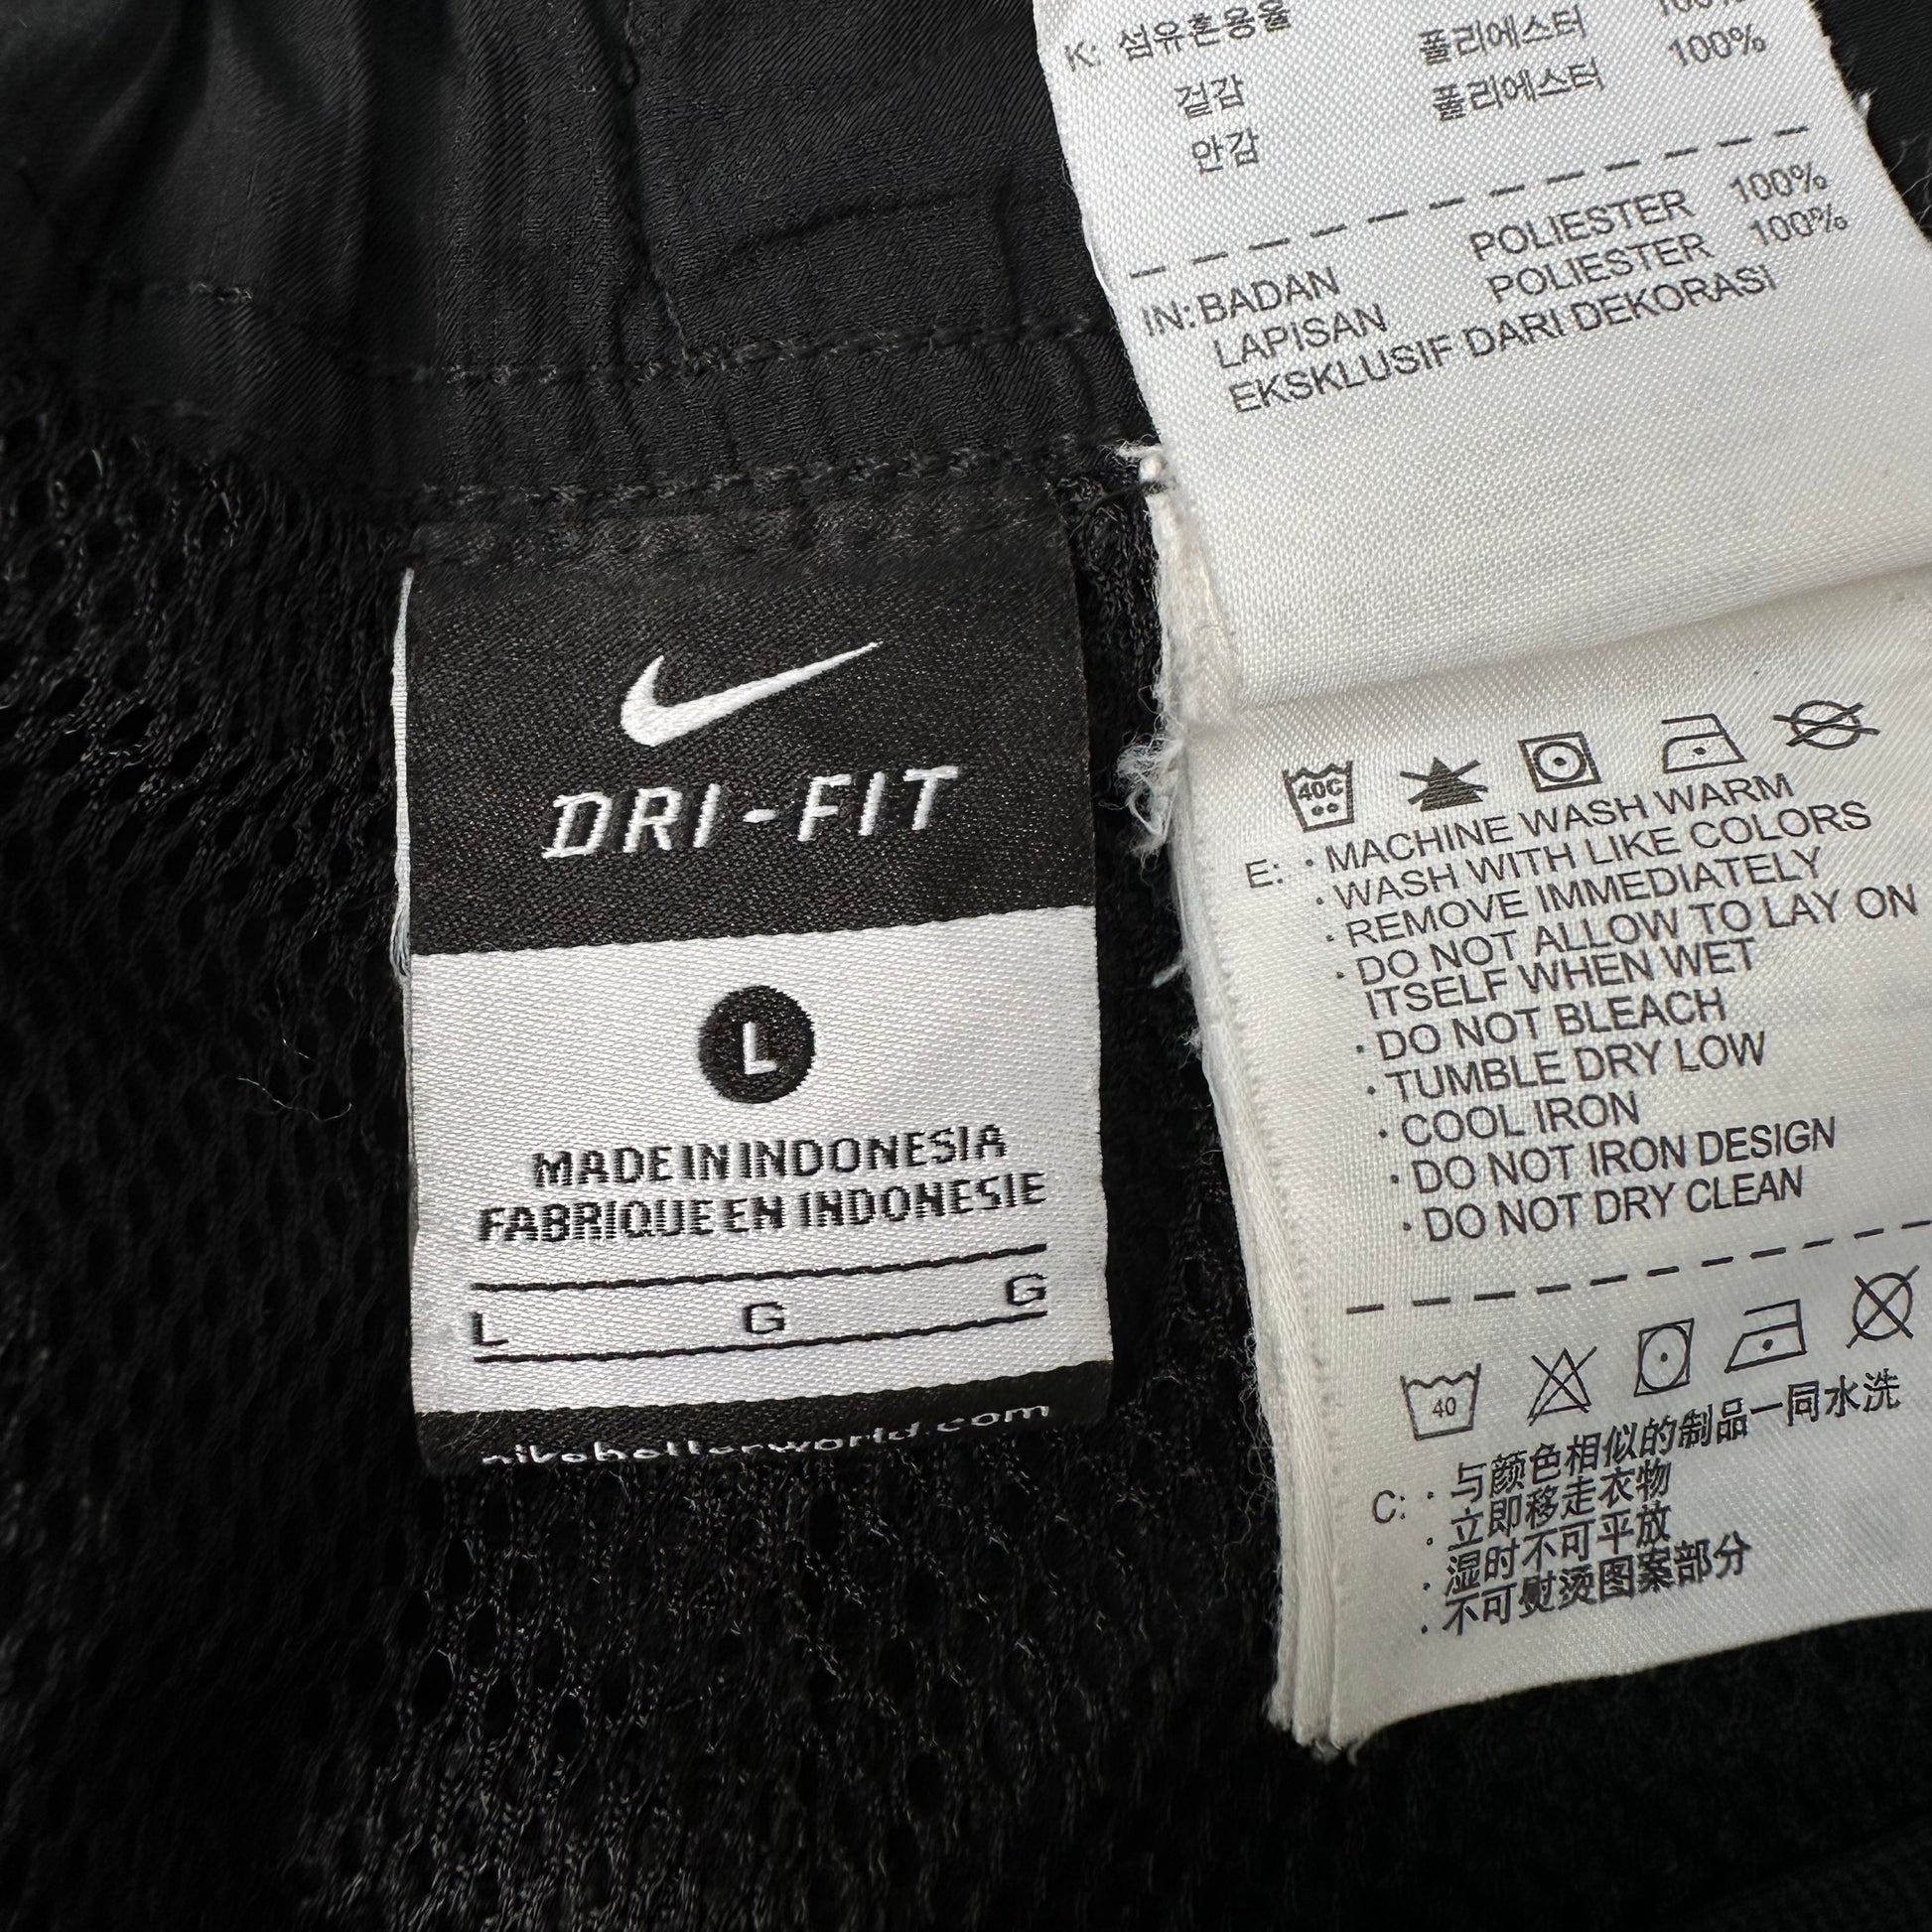 K: 섬유혼용율
겉감 폴리에스터 100%
안감 폴리에스터 100%
IN: BADAN POLIESTER 100%
LAPISAN POLIESTER 100%
EKSKLUSIF DARI DEKORASI
DRI-FIT
L
MADE IN INDONESIA
FABRIQUE EN INDONESIE
L G G
nikebetterworld.com
40C
E: · MACHINE WASH WARM
· WASH WITH LIKE COLORS
· REMOVE IMMEDIATELY
· DO NOT ALLOW TO LAY ON
ITSELF WHEN WET
· DO NOT BLEACH
· TUMBLE DRY LOW
· COOL IRON
· DO NOT IRON DESIGN
· DO NOT DRY CLEAN
40
C: · 与颜色相似的制品一同水洗
· 立即移走衣物
· 湿时不可平放
· 不可熨烫图案部分